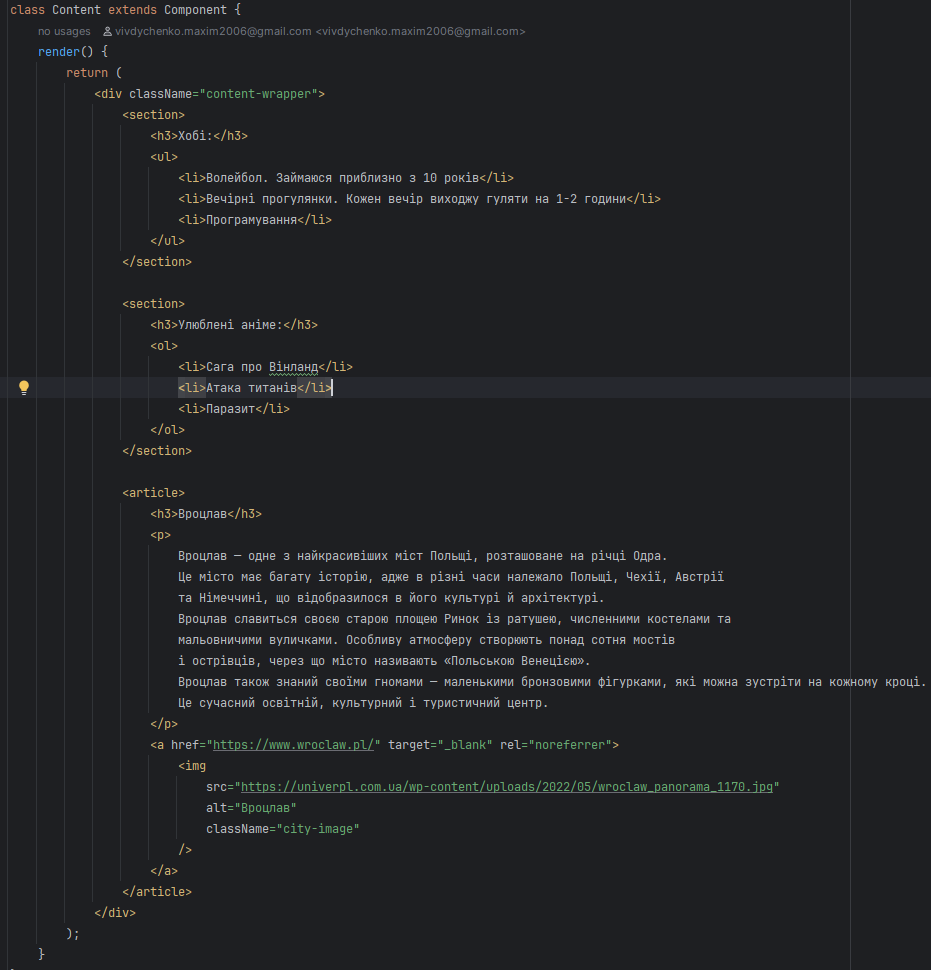 class Content extends Component {
no usages vivdychenko.maxim2006@gmail.com <vivdychenko.maxim2006@gmail.com>
render() {
return (
<div className="content-wrapper">
<section>
<h3>Хобі:</h3>
<ul>
<li>Волейбол. Займаюся приблизно з 10 років</li>
<li>Вечірні прогулянки. Кожен вечір виходжу гуляти на 1-2 години</li>
<li>Програмування</li>
</ul>
</section>
<section>
<h3>Улюблені аніме:</h3>
<ol>
<li>Сага про Вінланд</li>
<li>Атака титанів</li>
<li>Паразит</li>
</ol>
</section>
<article>
<h3>Вроцлав</h3>
<p>
Вроцлав — одне з найкрасивіших міст Польщі, розташоване на річці Одра.
Це місто має багату історію, адже в різні часи належало Польщі, Чехії, Австрії
та Німеччині, що відобразилося в його культурі й архітектурі.
Вроцлав славиться своєю старою площею Ринок із ратушею, численними костелами та
мальовничими вуличками. Особливу атмосферу створюють понад сотня мостів
і острівців, через що місто називають «Польською Венецією».
Вроцлав також знаний своїми гномами — маленькими бронзовими фігурками, які можна зустріти на кожному кроці.
Це сучасний освітній, культурний і туристичний центр.
</p>
<a href="https://www.wroclaw.pl/" target="_blank" rel="noreferrer">
<img
src="https://univerpl.com.ua/wp-content/uploads/2022/05/wroclaw_panorama_1170.jpg"
alt="Вроцлав"
className="city-image"
/>
</a>
</article>
</div>
);
}